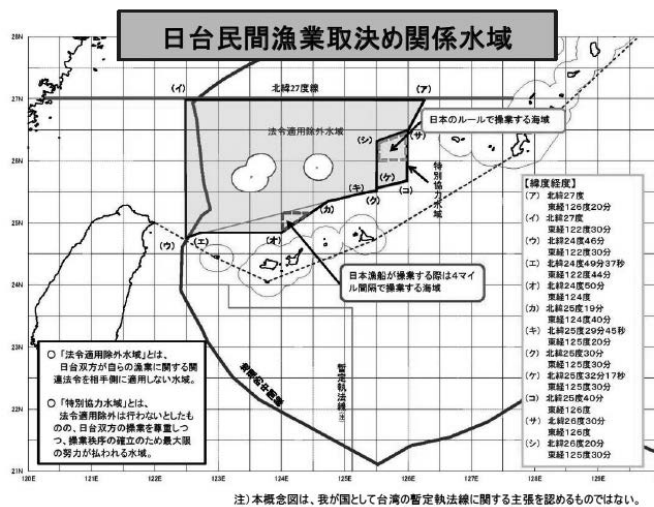 日台民間漁業取決め関係水域
28N
27N
26N
25N
24N
23N
22N
21N
120E
121E
122E
123E
124E
125E
126E
127E
128E
(イ)
北緯27度線
(ア)
法令適用除外水域
(シ)
(サ)
日本のルールで操業する海域
(ケ)
(コ)
(キ)
(ク)
特別協力水域
(カ)
(ウ)
(エ)
(オ)
日本漁船が操業する際は4マイル間隔で操業する海域
地理的中間線
暫定執法線
【緯度経度】
(ア) 北緯27度
東経126度20分
(イ) 北緯27度
東経122度30分
(ウ) 北緯24度46分
東経122度30分
(エ) 北緯24度49分37秒
東経122度44分
(オ) 北緯24度50分
東経124度
(カ) 北緯25度19分
東経124度40分
(キ) 北緯25度29分45秒
東経125度20分
(ク) 北緯25度30分
東経125度30分
(ケ) 北緯25度32分17秒
東経125度30分
(コ) 北緯25度40分
東経126度
(サ) 北緯26度30分
東経126度
(シ) 北緯26度20分
東経125度30分
○ 「法令適用除外水域」とは、
日台双方が自らの漁業に関する関
連法令を相手側に適用しない水域。
○ 「特別協力水域」とは、
法令適用除外は行わないとしたも
のの、日台双方の操業を尊重しつ
つ、操業秩序の確立のため最大限
の努力が払われる水域。
注)本概念図は、我が国として台湾の暫定執法線に関する主張を認めるものではない。